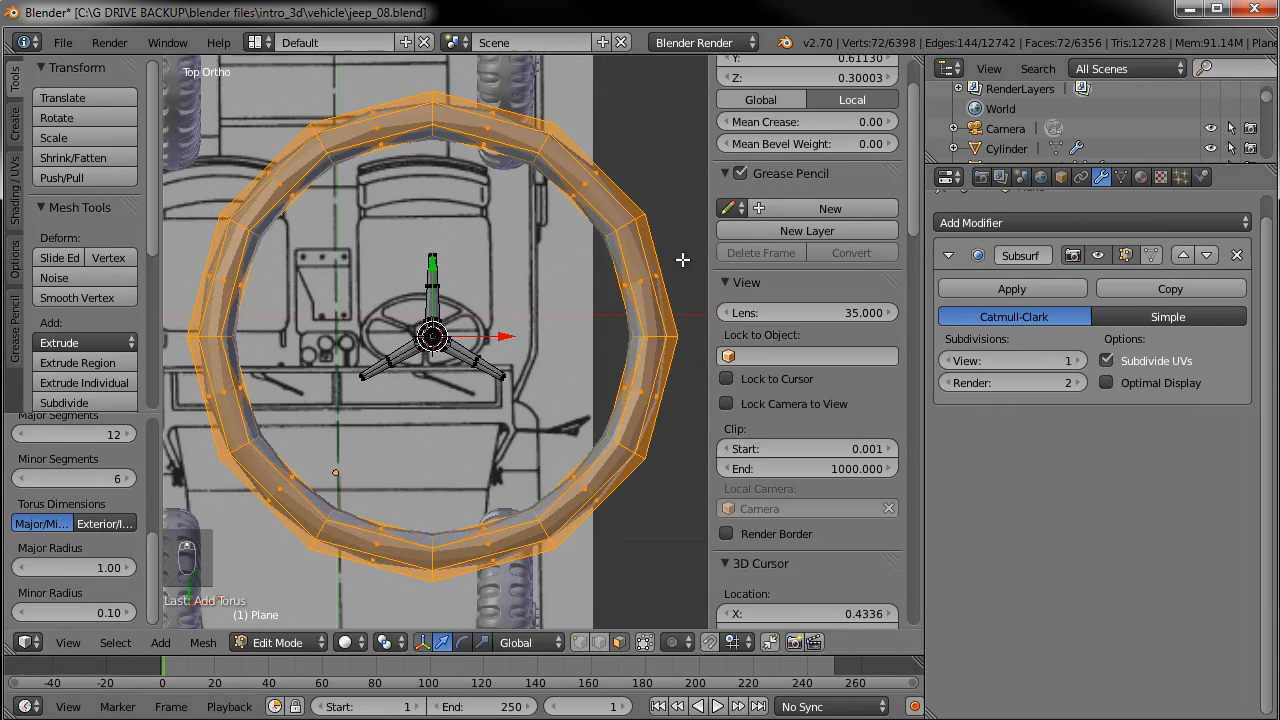 Blender* [C:\G DRIVE BACKUP\blender files\intro_3d\vehicle\jeep_08.blend]
File Render Window Help Default Scene Blender Render v2.70 | Verts:72/6398 | Edges:144/12742 | Faces:72/6356 | Tris:12728 | Mem:91.14M | Plane
Tools
Create
Shading / UVs
Options
Grease Pencil
Transform
Translate
Rotate
Scale
Shrink/Fatten
Push/Pull
Mesh Tools
Deform:
Slide Ed Vertex
Noise
Smooth Vertex
Add:
Extrude
Extrude Region
Extrude Individual
Subdivide
Major Segments
12
Minor Segments
6
Torus Dimensions
Major/Mi... Exterior/I...
Major Radius
1.00
Minor Radius
0.10
Top Ortho
Last: Add Torus
(1) Plane
Y: 0.61130
Z: 0.30003
Global Local
Mean Crease: 0.00
Mean Bevel Weight: 0.00
Grease Pencil
New
New Layer
Delete Frame Convert
View
Lens: 35.000
Lock to Object:
Lock to Cursor
Lock Camera to View
Clip:
Start: 0.001
End: 1000.000
Local Camera:
Camera
Render Border
3D Cursor
Location:
X: 0.4336
View Search All Scenes
RenderLayers
World
Camera
Cylinder
Add Modifier
Subsurf
Apply Copy
Catmull-Clark Simple
Subdivisions: Options:
View: 1 Subdivide UVs
Render: 2 Optimal Display
View Select Add Mesh Edit Mode Global
-40 -20 0 20 40 60 80 100 120 140 160 180 200 220 240 260
View Marker Frame Playback Start: 1 End: 250 1 No Sync